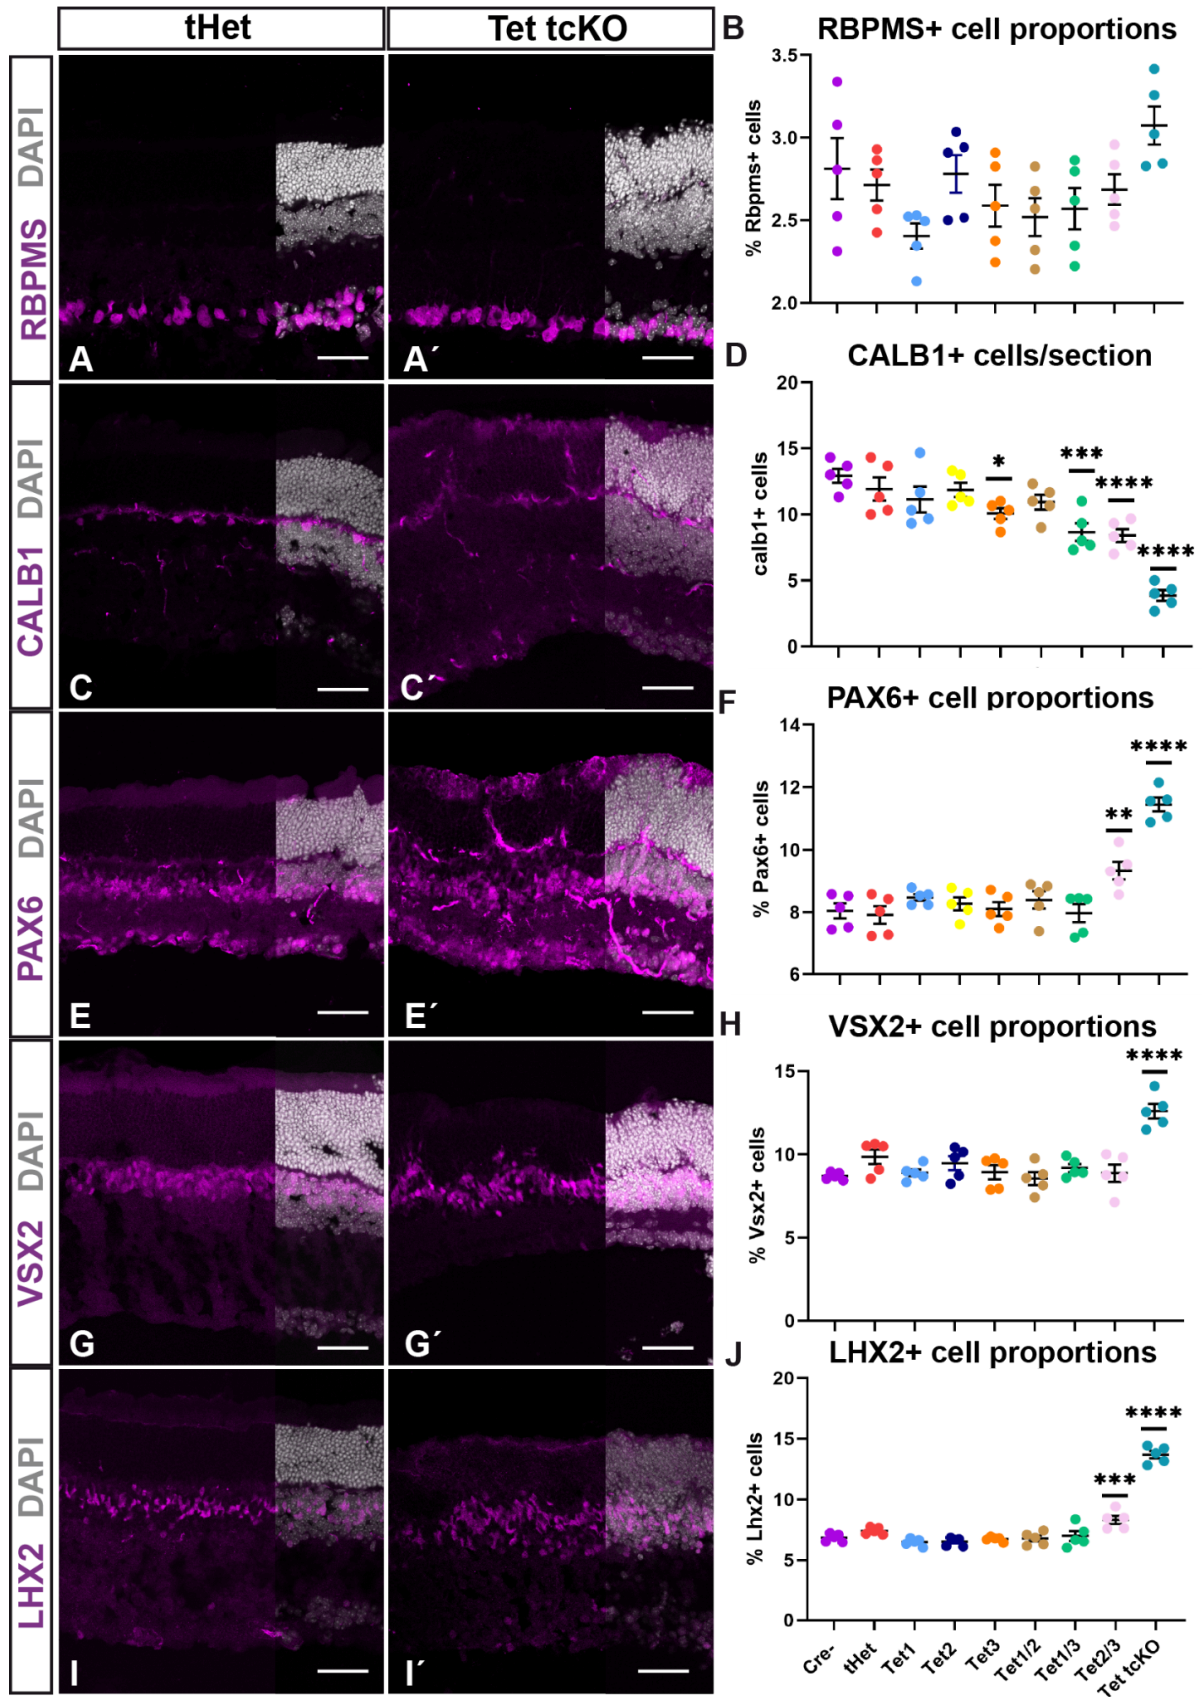 tHet
Tet tcKO
RBPMS DAPI
A
A´
CALB1 DAPI
C
C´
PAX6 DAPI
E
E´
VSX2 DAPI
G
G´
LHX2 DAPI
I
I´
B
RBPMS+ cell proportions
% Rbpms+ cells
3.5
3.0
2.5
2.0
D
CALB1+ cells/section
calb1+ cells
20
15
10
5
0
*
***
****
****
F
PAX6+ cell proportions
% Pax6+ cells
14
12
10
8
6
**
****
H
VSX2+ cell proportions
% Vsx2+ cells
15
10
5
0
****
J
LHX2+ cell proportions
% Lhx2+ cells
20
15
10
5
0
***
****
Cre-
tHet
Tet1
Tet2
Tet3
Tet1/2
Tet1/3
Tet2/3
Tet tcKO